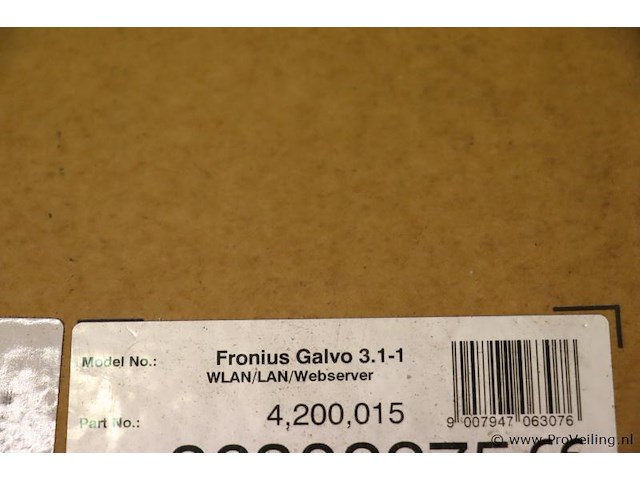 Model No.: Fronius Galvo 3.1-1
WLAN/LAN/Webserver
Part No.: 4,200,015
9 007947 063076
© www.ProVeiling.nl